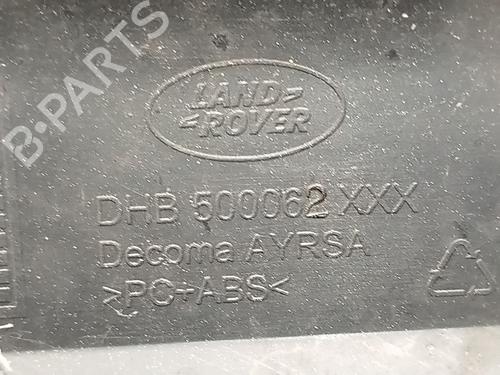 B-PARTS
LAND-
ROVER
DHB 500062 XXX
Decoma AYRSA
>PC+ABS<